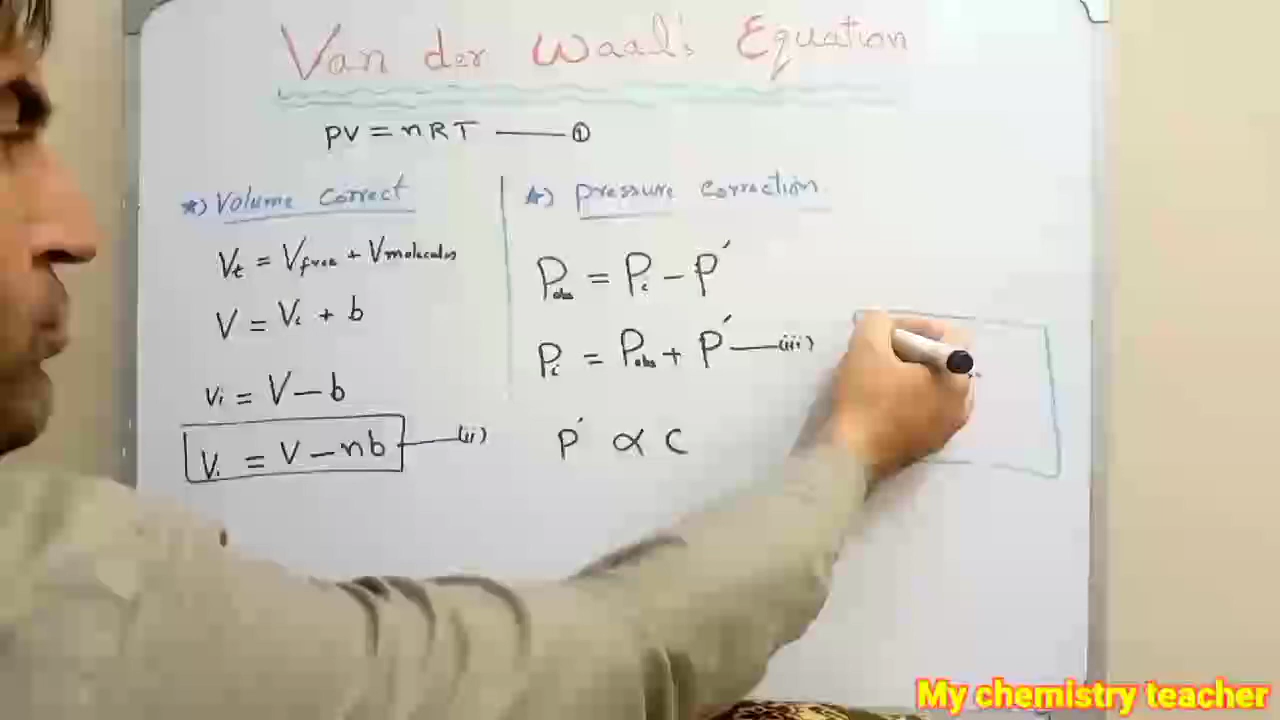 Van der Waal's Equation
PV = nRT —— ①
*) Volume correct
Vt = Vfree + Vmolecules
V = Vi + b
Vi = V – b
Vi = V – nb —— (ii)
*) Pressure correction
Pobs = Pi – P′
Pi = Pobs + P′ —— (iii)
P′ ∝ C
My chemistry teacher